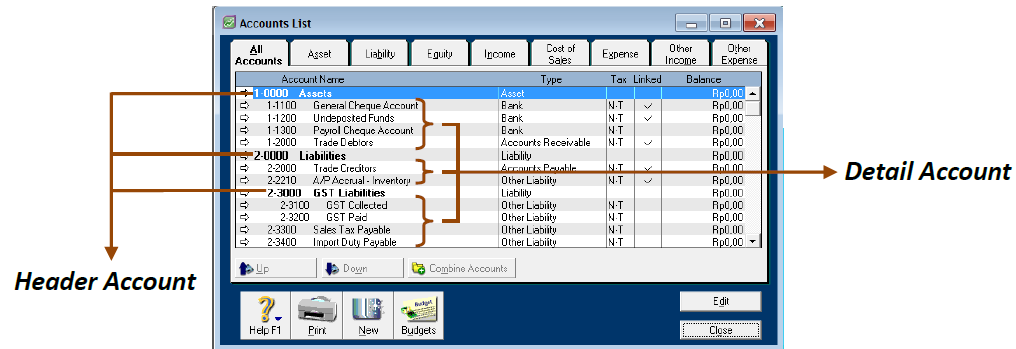 Accounts List
All Accounts Asset Liability Equity Income Cost of Sales Expense Other Income Other Expense
Account Name Type Tax Linked Balance
1-0000 Assets Asset Rp0,00
1-1100 General Cheque Account Bank N-T ✓ Rp0,00
1-1200 Undeposited Funds Bank N-T ✓ Rp0,00
1-1300 Payroll Cheque Account Bank N-T Rp0,00
1-2000 Trade Debtors Accounts Receivable N-T ✓ Rp0,00
2-0000 Liabilities Liability Rp0,00
2-2000 Trade Creditors Accounts Payable N-T ✓ Rp0,00
2-2210 A/P Accrual - Inventory Other Liability N-T ✓ Rp0,00
2-3000 GST Liabilities Liability Rp0,00
2-3100 GST Collected Other Liability N-T Rp0,00
2-3200 GST Paid Other Liability N-T Rp0,00
2-3300 Sales Tax Payable Other Liability N-T Rp0,00
2-3400 Import Duty Payable Other Liability N-T Rp0,00
Detail Account
Header Account
Up Down Combine Accounts
Budget
Help F1 Print New Budgets
Edit
Close